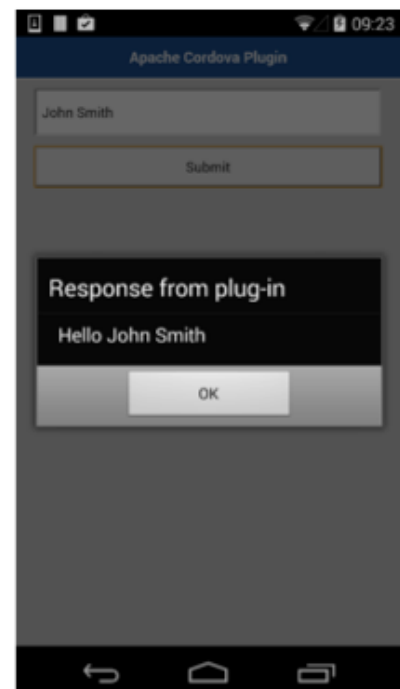 09:23
Apache Cordova Plugin
John Smith
Submit
Response from plug-in
Hello John Smith
OK